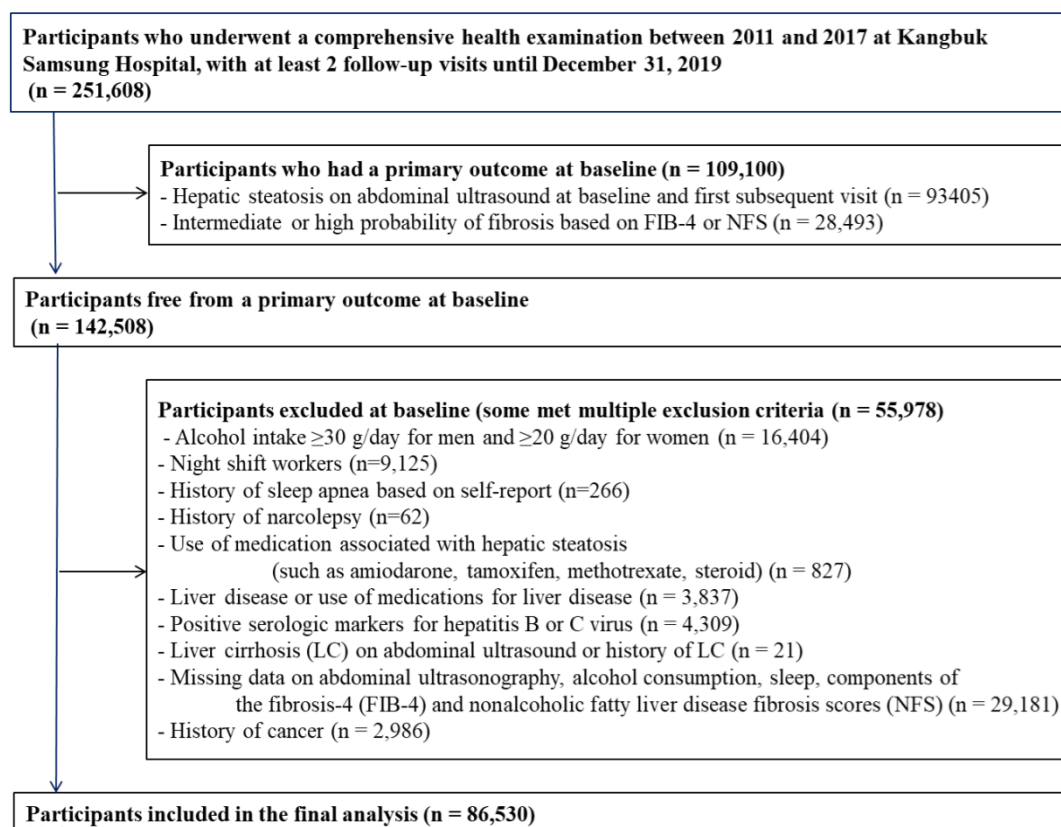 Participants who underwent a comprehensive health examination between 2011 and 2017 at Kangbuk
Samsung Hospital, with at least 2 follow-up visits until December 31, 2019
(n = 251,608)
Participants who had a primary outcome at baseline (n = 109,100)
- Hepatic steatosis on abdominal ultrasound at baseline and first subsequent visit (n = 93405)
- Intermediate or high probability of fibrosis based on FIB-4 or NFS (n = 28,493)
Participants free from a primary outcome at baseline
(n = 142,508)
Participants excluded at baseline (some met multiple exclusion criteria (n = 55,978)
- Alcohol intake ≥30 g/day for men and ≥20 g/day for women (n = 16,404)
- Night shift workers (n=9,125)
- History of sleep apnea based on self-report (n=266)
- History of narcolepsy (n=62)
- Use of medication associated with hepatic steatosis
(such as amiodarone, tamoxifen, methotrexate, steroid) (n = 827)
- Liver disease or use of medications for liver disease (n = 3,837)
- Positive serologic markers for hepatitis B or C virus (n = 4,309)
- Liver cirrhosis (LC) on abdominal ultrasound or history of LC (n = 21)
- Missing data on abdominal ultrasonography, alcohol consumption, sleep, components of
the fibrosis-4 (FIB-4) and nonalcoholic fatty liver disease fibrosis scores (NFS) (n = 29,181)
- History of cancer (n = 2,986)
Participants included in the final analysis (n = 86,530)